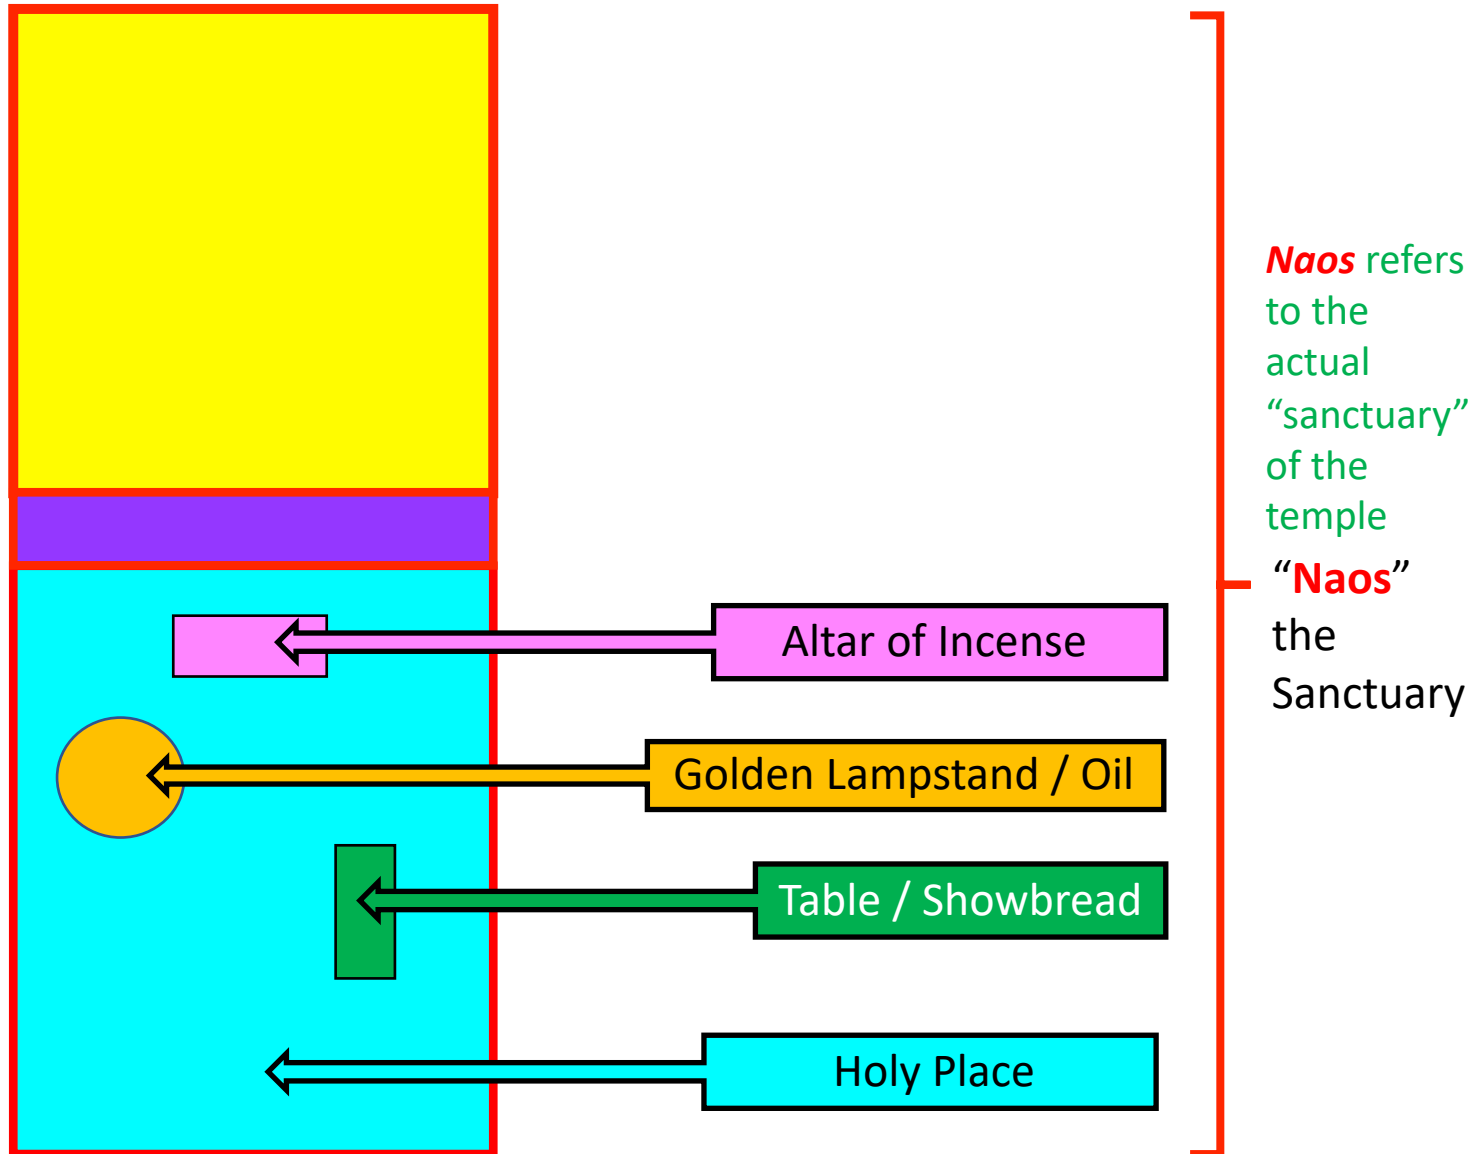 Naos refers
to the
actual
“sanctuary”
of the
temple
“Naos”
the
Sanctuary
Altar of Incense
Golden Lampstand / Oil
Table / Showbread
Holy Place